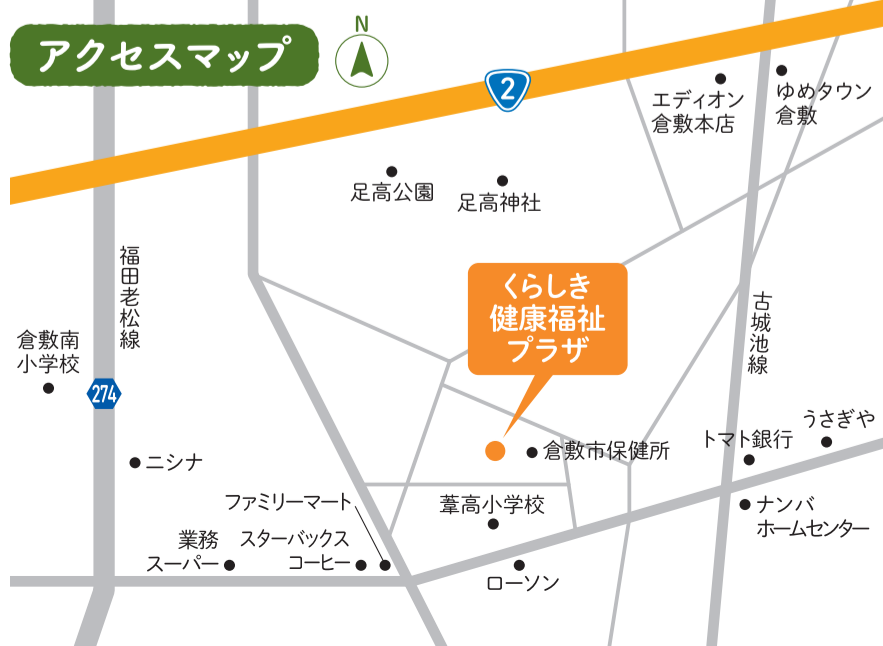 アクセスマップ
N
2
エディオン
倉敷本店
ゆめタウン
倉敷
足高公園
足高神社
福田老松線
くらしき
健康福祉
プラザ
古城池線
倉敷南
小学校
274
うさぎや
トマト銀行
倉敷市保健所
ニシナ
ファミリーマート
葦高小学校
ナンバ
ホームセンター
業務
スーパー
スターバックス
コーヒー
ローソン